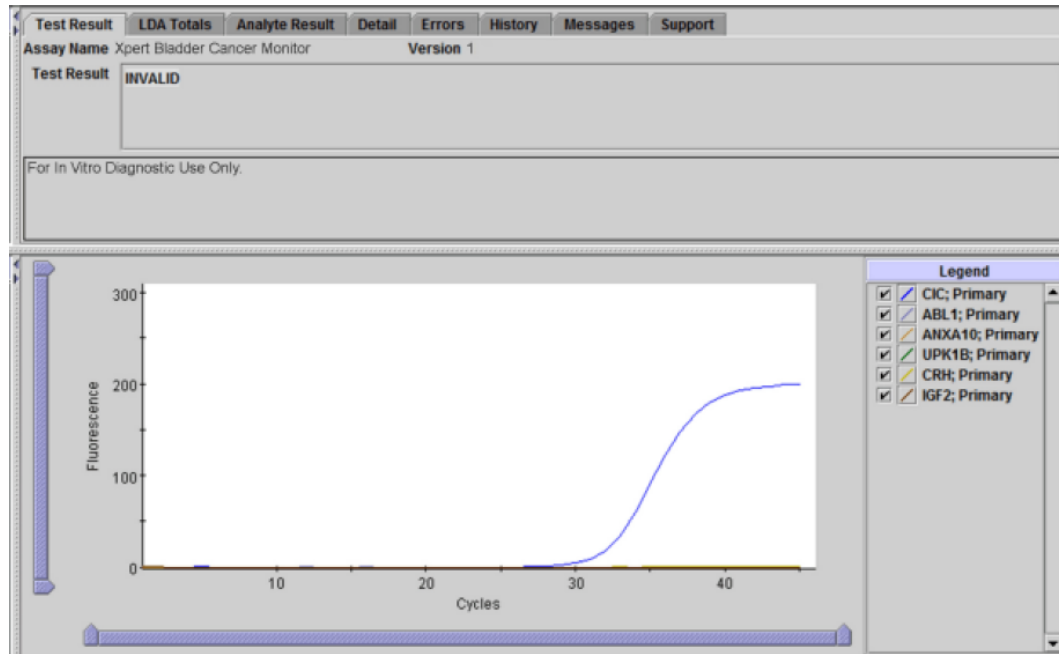 Test Result LDA Totals Analyte Result Detail Errors History Messages Support
Assay Name Xpert Bladder Cancer Monitor Version 1
Test Result INVALID
For In Vitro Diagnostic Use Only.
Legend
CIC; Primary
ABL1; Primary
ANXA10; Primary
UPK1B; Primary
CRH; Primary
IGF2; Primary
300
200
100
0
Fluorescence
10 20 30 40
Cycles